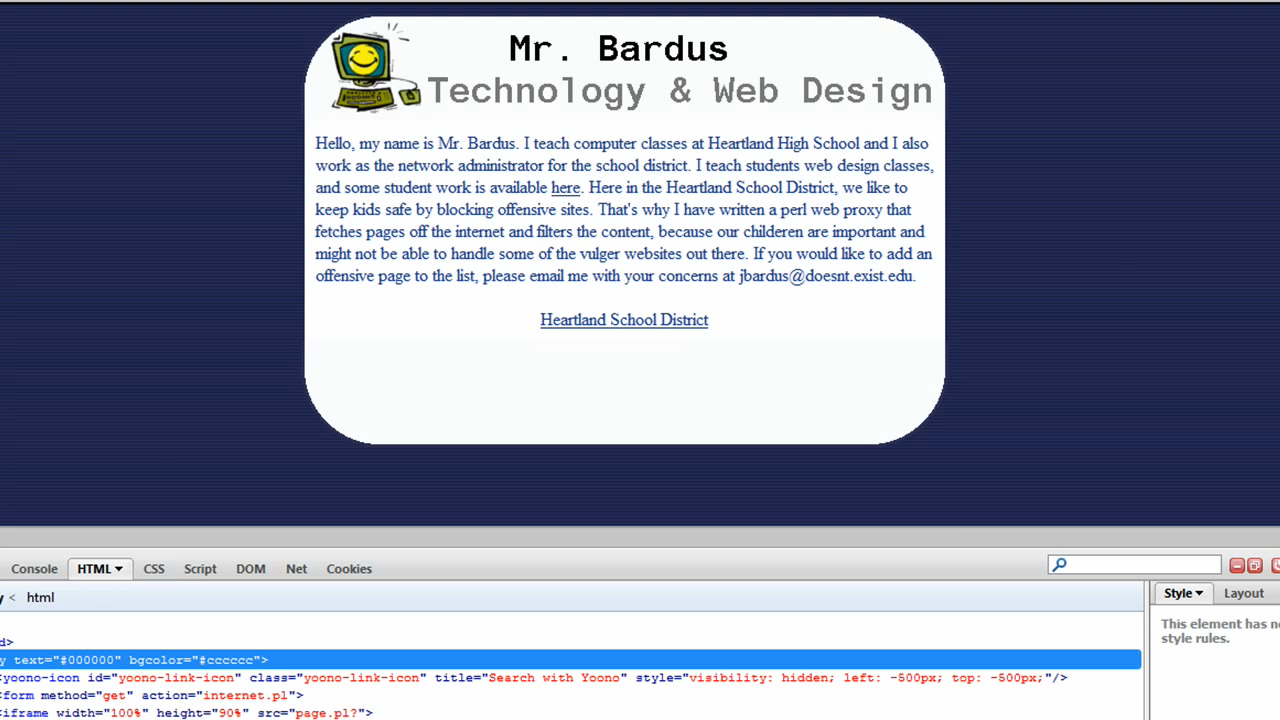 Mr. Bardus
Technology & Web Design
Hello, my name is Mr. Bardus. I teach computer classes at Heartland High School and I also
work as the network administrator for the school district. I teach students web design classes,
and some student work is available here. Here in the Heartland School District, we like to
keep kids safe by blocking offensive sites. That's why I have written a perl web proxy that
fetches pages off the internet and filters the content, because our childeren are important and
might not be able to handle some of the vulger websites out there. If you would like to add an
offensive page to the list, please email me with your concerns at jbardus@doesnt.exist.edu.
Heartland School District
Console HTML CSS Script DOM Net Cookies
y < html
Style Layout
This element has no
style rules.
d>
y text="#000000" bgcolor="#cccccc">
<yoono-icon id="yoono-link-icon" class="yoono-link-icon" title="Search with Yoono" style="visibility: hidden; left: -500px; top: -500px;"/>
<form method="get" action="internet.pl">
<iframe width="100%" height="90%" src="page.pl?">